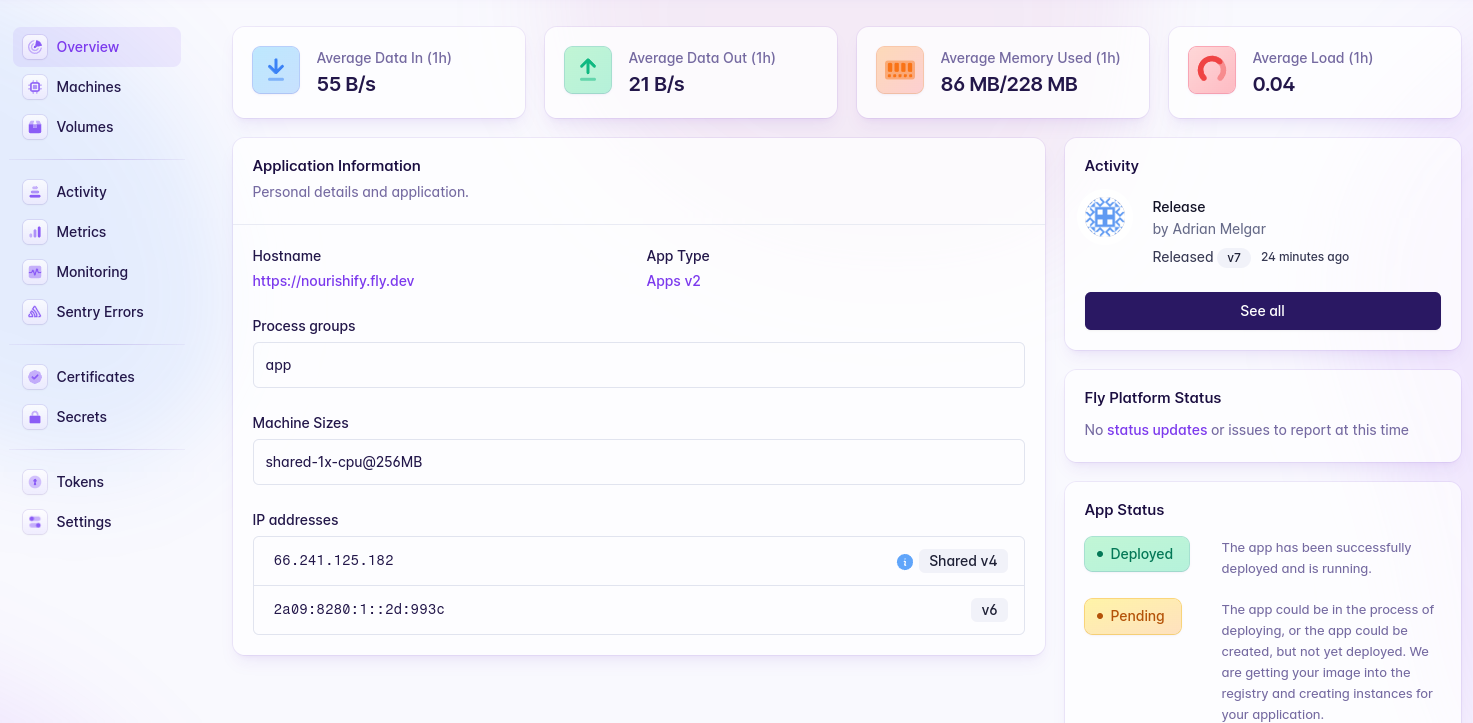 Overview
Machines
Volumes
Activity
Metrics
Monitoring
Sentry Errors
Certificates
Secrets
Tokens
Settings
Average Data In (1h)
55 B/s
Average Data Out (1h)
21 B/s
Average Memory Used (1h)
86 MB/228 MB
Average Load (1h)
0.04
Application Information
Personal details and application.
Hostname
https://nourishify.fly.dev
App Type
Apps v2
Process groups
app
Machine Sizes
shared-1x-cpu@256MB
IP addresses
66.241.125.182
Shared v4
2a09:8280:1::2d:993c
v6
Activity
Release
by Adrian Melgar
Released v7 24 minutes ago
See all
Fly Platform Status
No status updates or issues to report at this time
App Status
Deployed
The app has been successfully
deployed and is running.
Pending
The app could be in the process of
deploying, or the app could be
created, but not yet deployed. We
are getting your image into the
registry and creating instances for
your application.